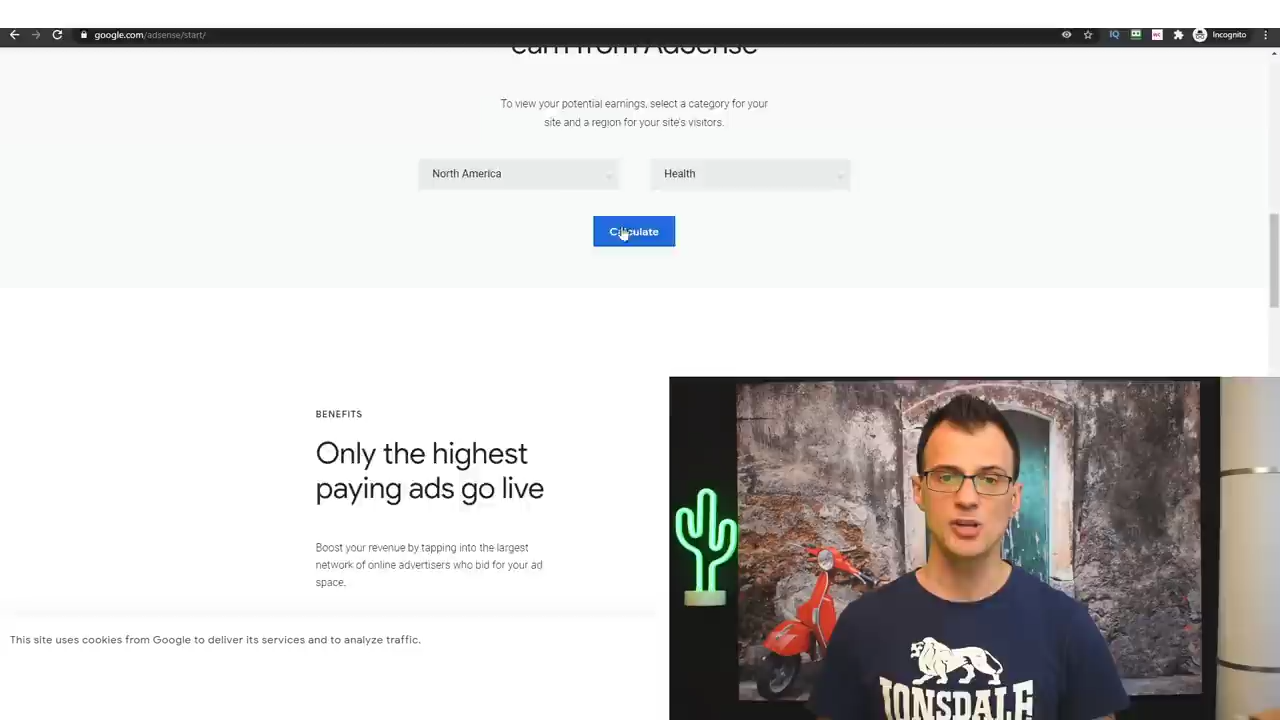 google.com/adsense/start/
Incognito
earn from AdSense
To view your potential earnings, select a category for your
site and a region for your site's visitors.
North America
Health
Calculate
BENEFITS
Only the highest
paying ads go live
Boost your revenue by tapping into the largest
network of online advertisers who bid for your ad
space.
This site uses cookies from Google to deliver its services and to analyze traffic.
LONSDALE